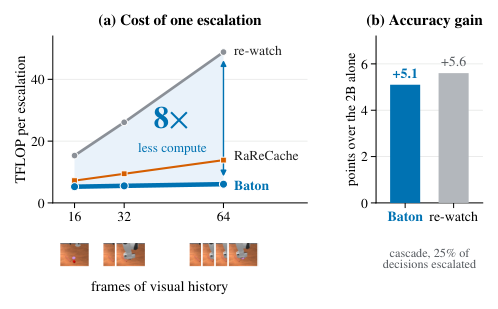 (a) Cost of one escalation
TFLOP per escalation
40
20
0
re-watch
8×
less compute
RaReCache
Baton
16
32
64
frames of visual history
(b) Accuracy gain
points over the 2B alone
6
4
2
0
+5.1
+5.6
Baton
re-watch
cascade, 25% of
decisions escalated